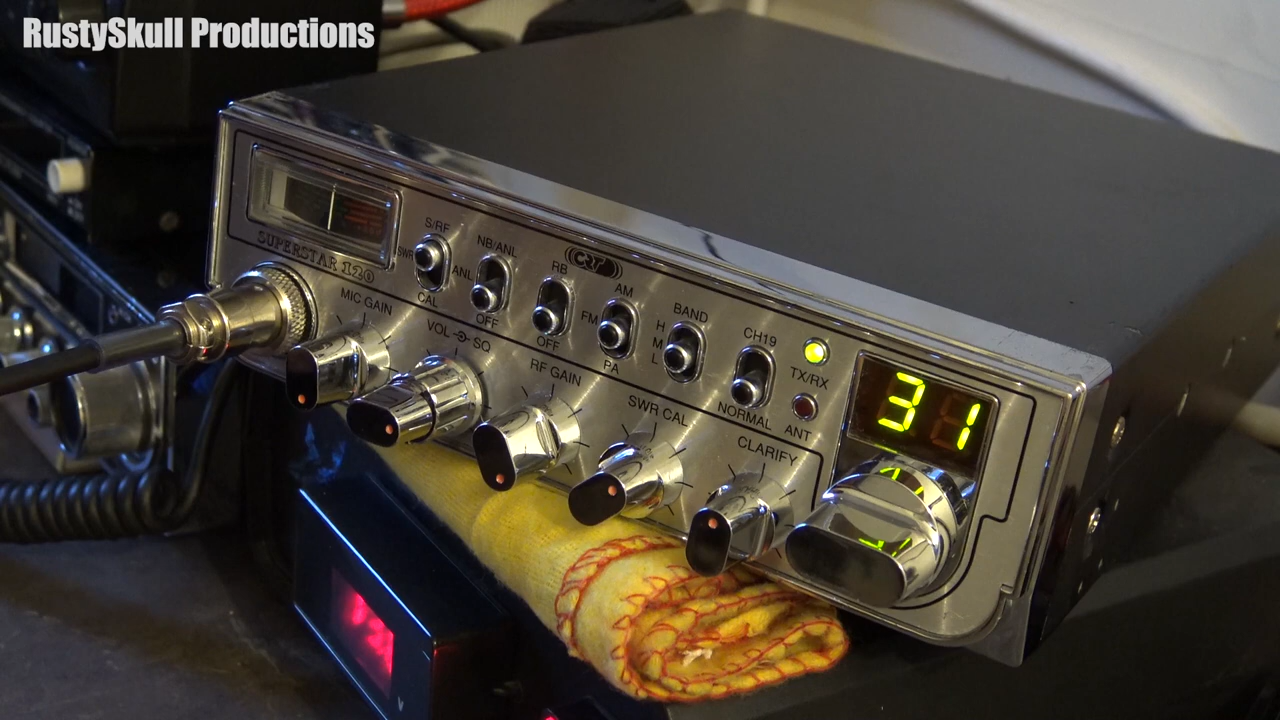 RustySkull Productions
SUPERSTAR 120
S/RF
SWR
CAL
NB/ANL
ANL
OFF
RB
OFF
CRT
AM
FM
PA
BAND
H
M
L
CH19
NORMAL
TX/RX
ANT
31
MIC GAIN
VOL SQ
RF GAIN
SWR CAL
CLARIFY
V